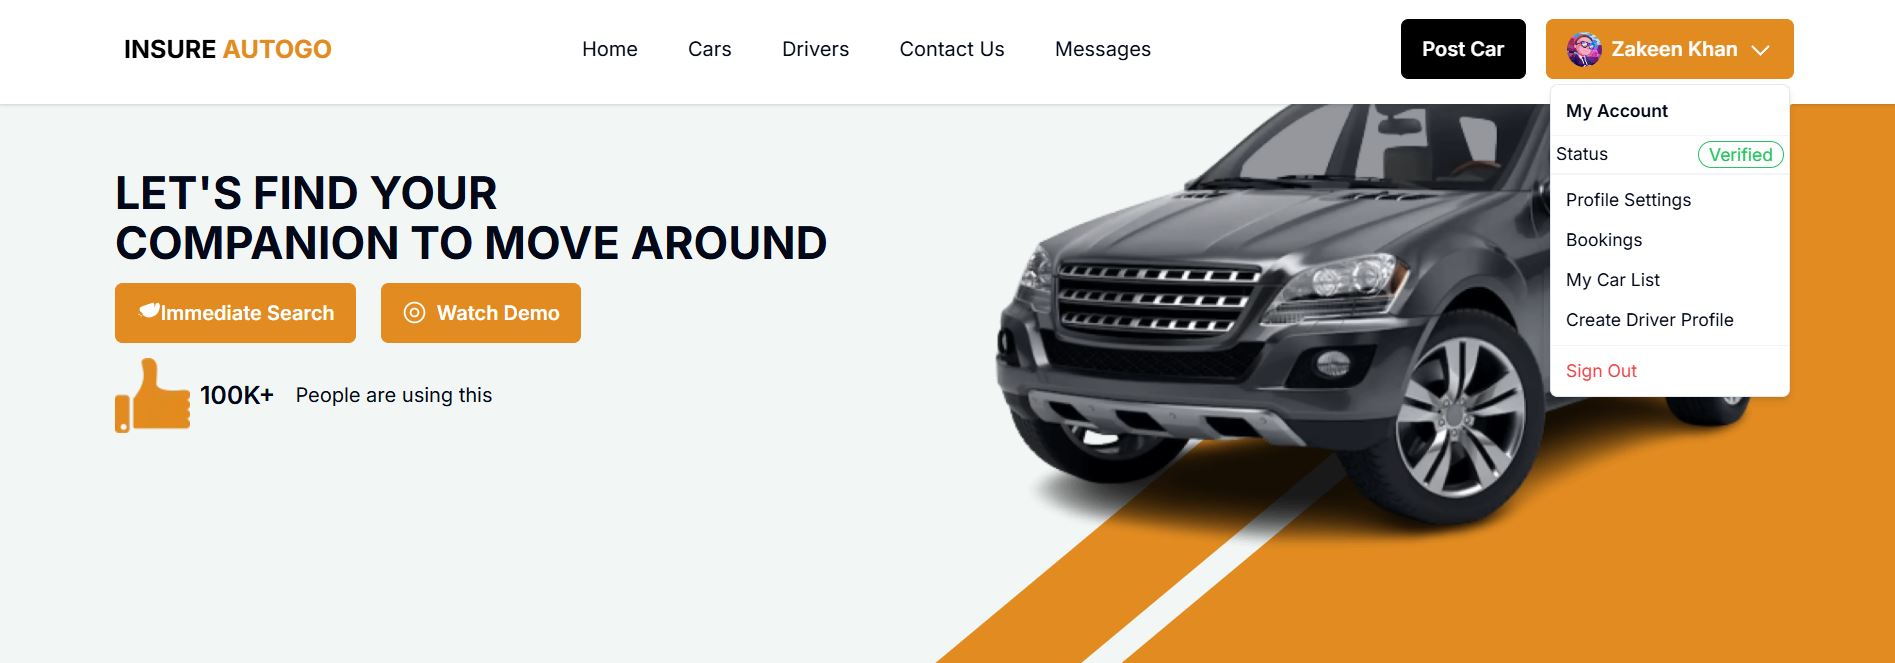 INSURE AUTOGO
Home
Cars
Drivers
Contact Us
Messages
Post Car
Zakeen Khan
My Account
Status
Verified
Profile Settings
Bookings
My Car List
Create Driver Profile
Sign Out
LET'S FIND YOUR
COMPANION TO MOVE AROUND
Immediate Search
Watch Demo
100K+
People are using this